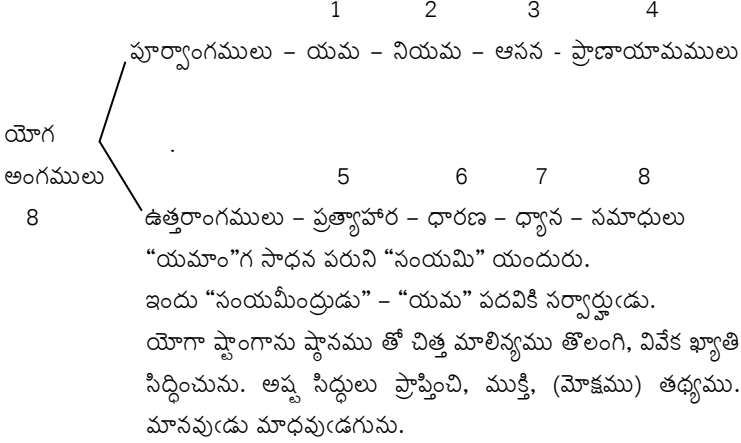 1 2 3 4
పూర్వాంగములు – యమ – నియమ – ఆసన - ప్రాణాయామములు
యోగ
అంగములు
5 6 7 8
8 ఉత్తరాంగములు – ప్రత్యాహార – ధారణ – ధ్యాన – సమాధులు
“యమాం”గ సాధన పరుని “సంయమి” యందురు.
ఇందు “సంయమీంద్రుడు” – “యమ” పదవికి సర్వార్హుఁడు.
యోగా ష్టాంగాను ష్ఠానము తో చిత్త మాలిన్యము తొలంగి, వివేక ఖ్యాతి
సిద్ధించును. అష్ట సిద్ధులు ప్రాప్తించి, ముక్తి, (మోక్షము) తథ్యము.
మానవుఁడు మాధవుఁడగును.